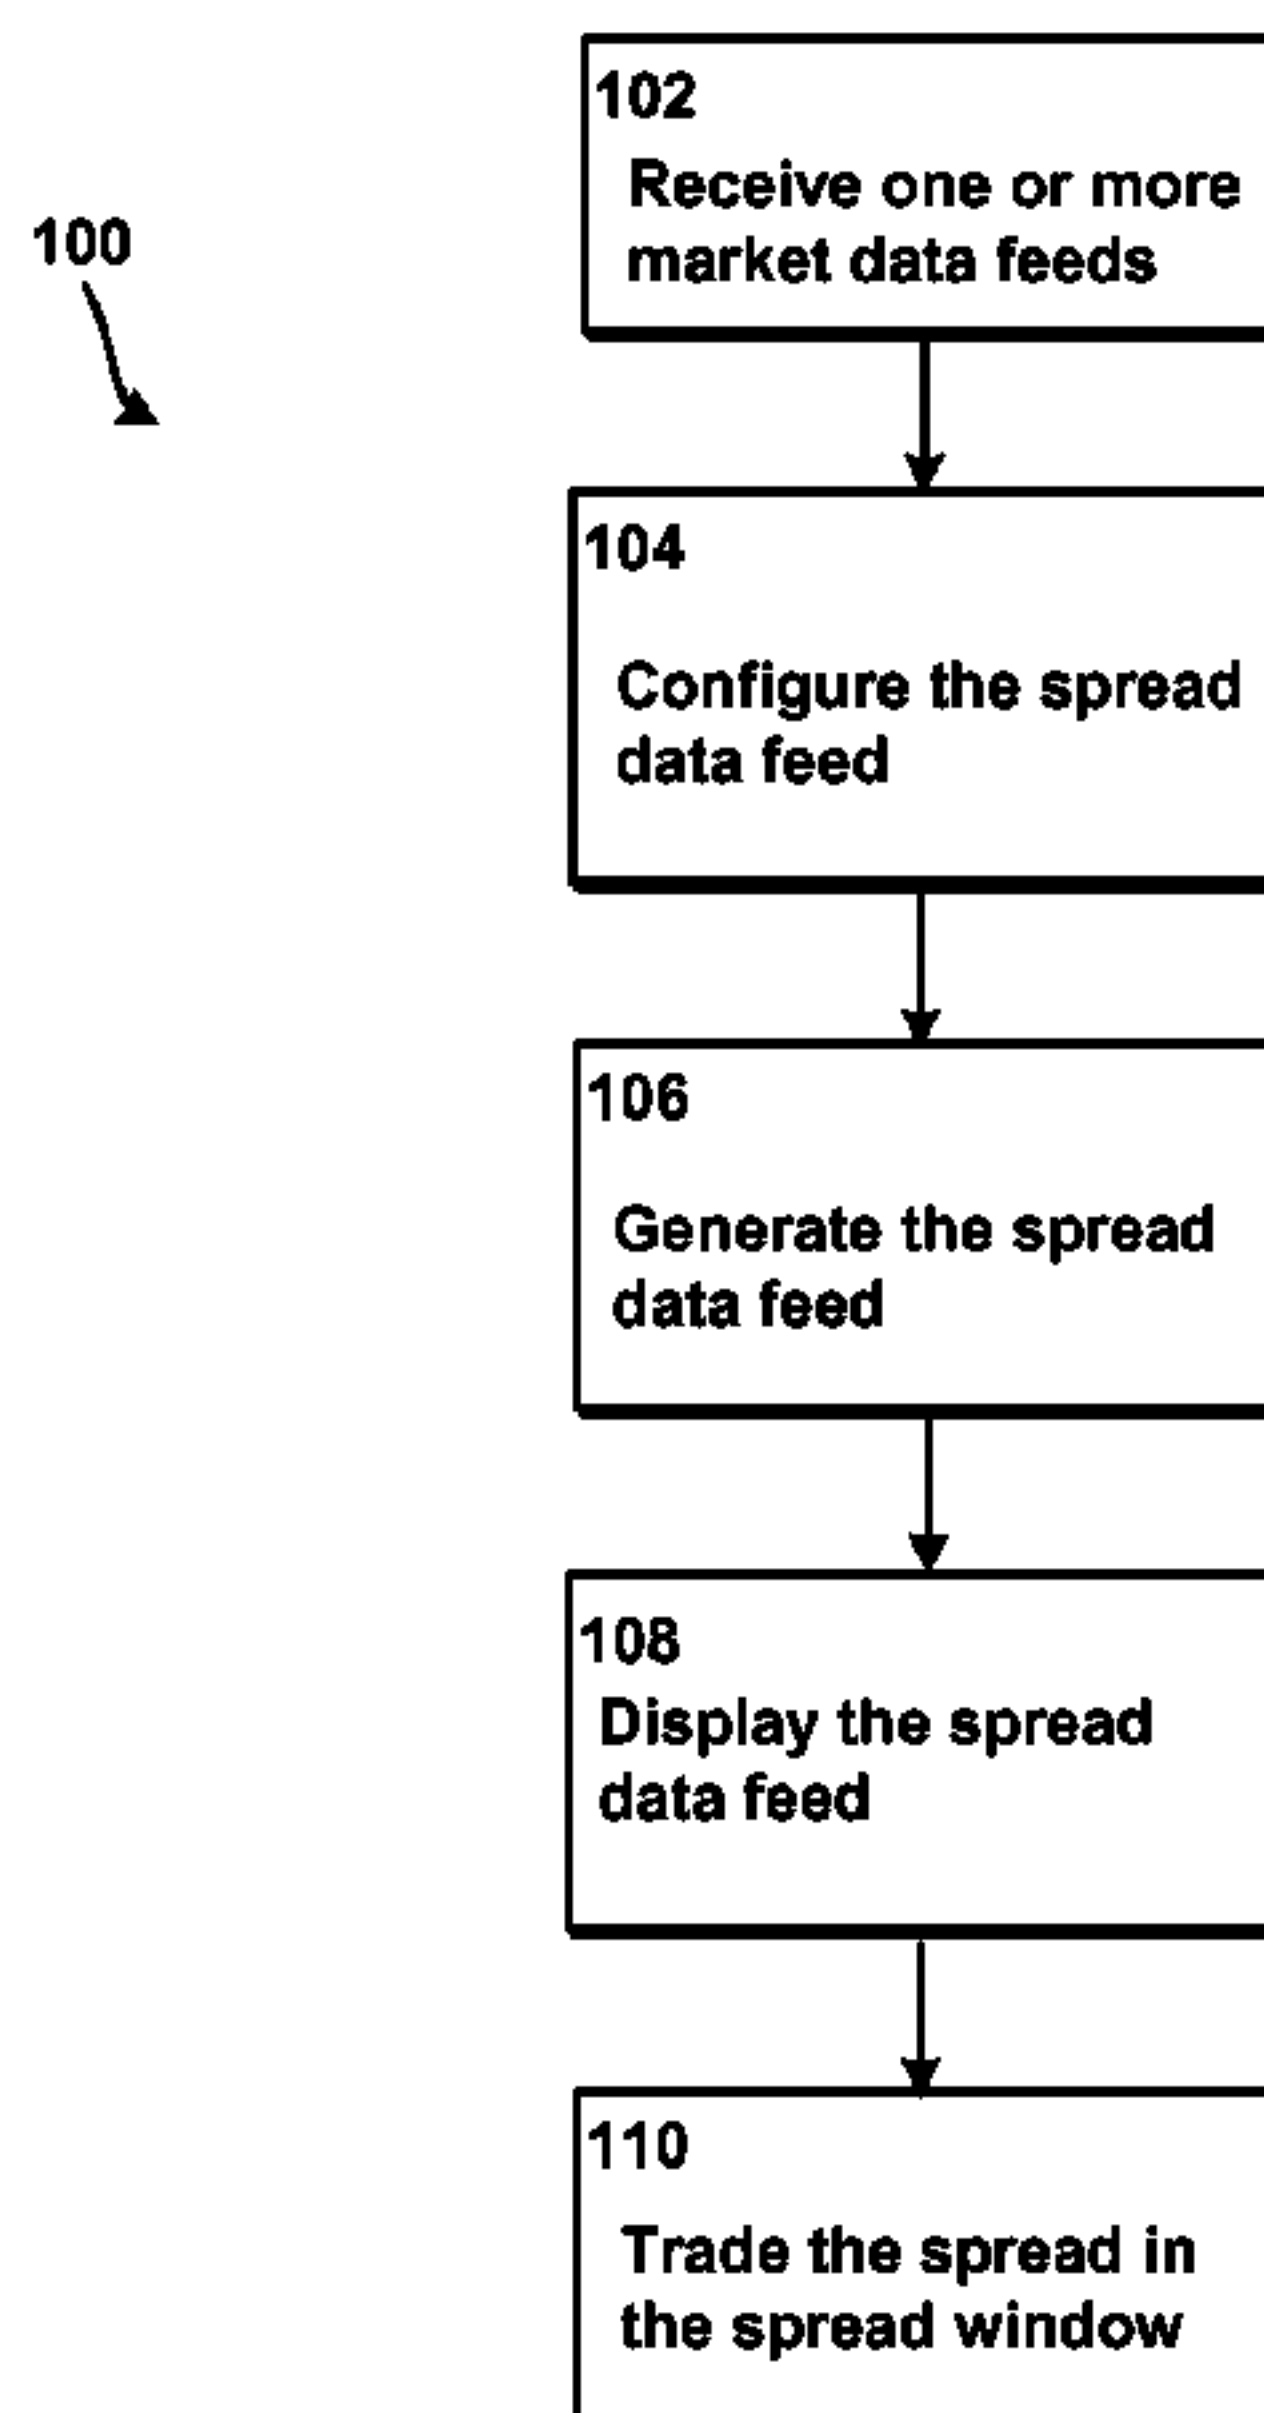 102
Receive one or more
market data feeds
100
104
Configure the spread
data feed
106
Generate the spread
data feed
108
Display the spread
data feed
110
Trade the spread in
the spread window